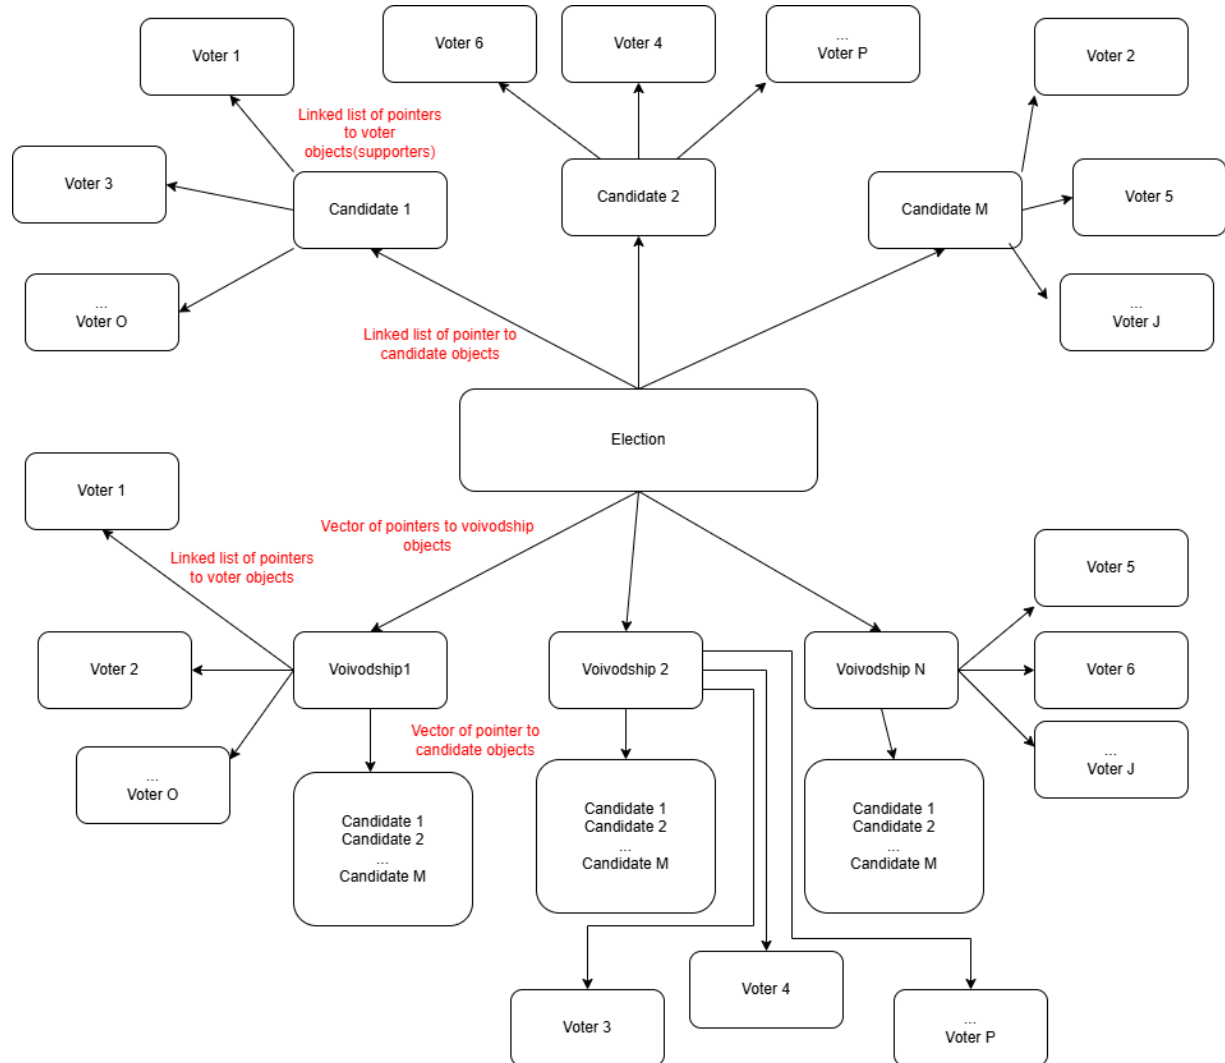 Voter 1
Voter 6
Voter 4
...
Voter P
Voter 2
Linked list of pointers
to voter
objects(supporters)
Voter 3
Candidate 1
Candidate 2
Candidate M
Voter 5
...
Voter O
...
Voter J
Linked list of pointer to
candidate objects
Election
Voter 1
Vector of pointers to voivodship
objects
Linked list of pointers
to voter objects
Voter 5
Voter 2
Voivodship1
Voivodship 2
Voivodship N
Voter 6
Vector of pointer to
candidate objects
...
Voter O
...
Voter J
Candidate 1
Candidate 2
...
Candidate M
Candidate 1
Candidate 2
...
Candidate M
Candidate 1
Candidate 2
...
Candidate M
Voter 3
Voter 4
...
Voter P